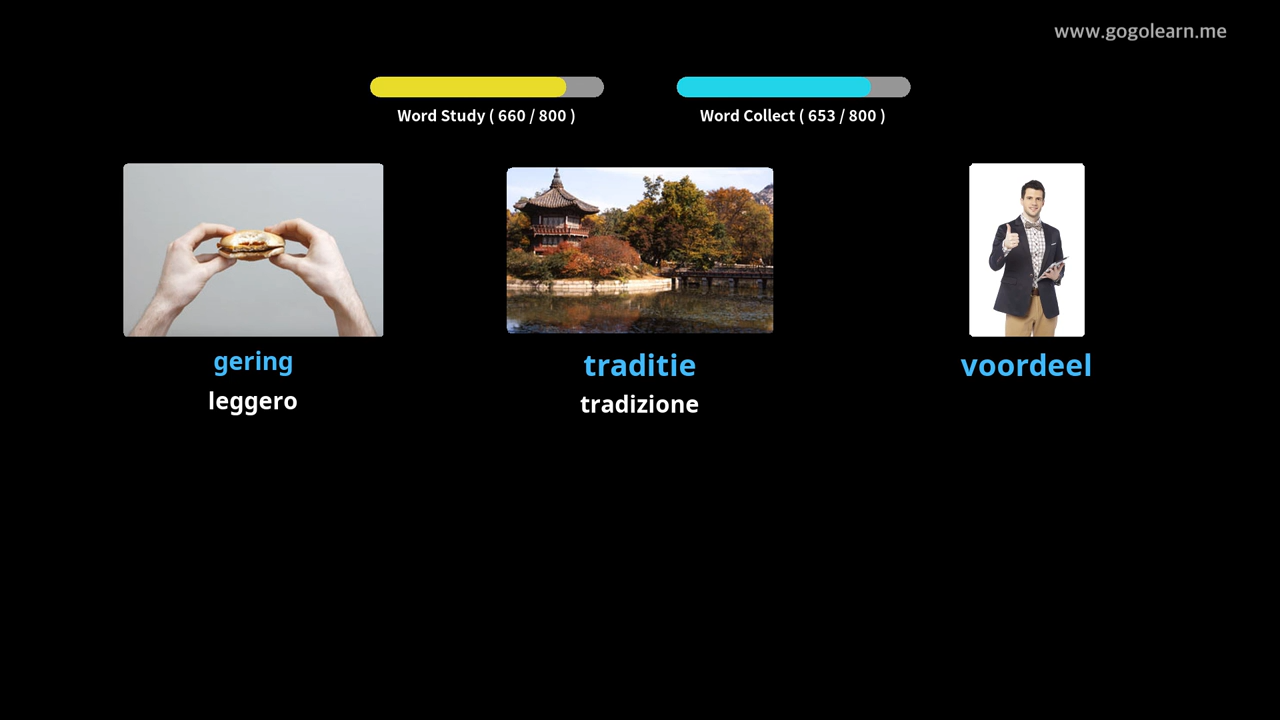 www.gogolearn.me
Word Study ( 660 / 800 )
Word Collect ( 653 / 800 )
gering
leggero
traditie
tradizione
voordeel